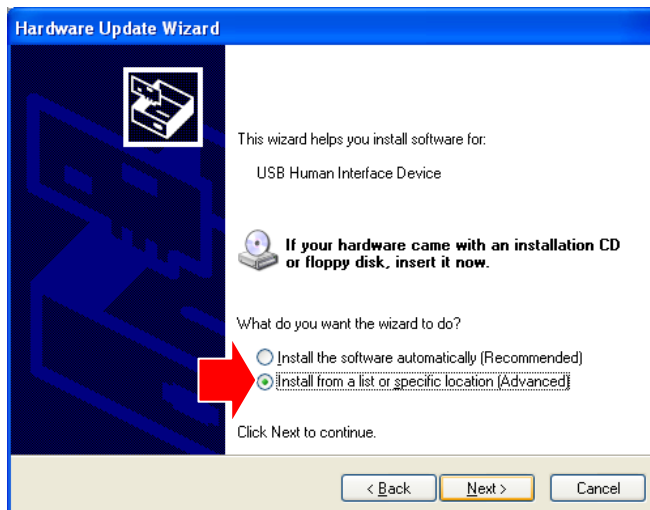 Hardware Update Wizard
This wizard helps you install software for:
USB Human Interface Device
If your hardware came with an installation CD
or floppy disk, insert it now.
What do you want the wizard to do?
Install the software automatically (Recommended)
Install from a list or specific location (Advanced)
Click Next to continue.
< Back Next > Cancel